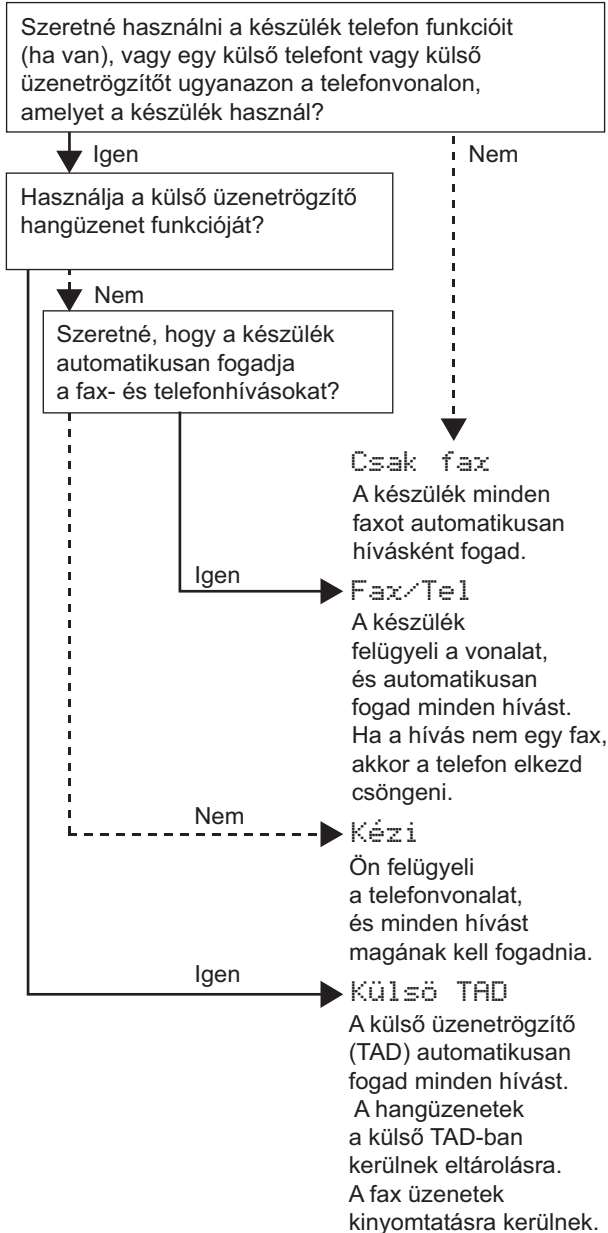 Szeretné használni a készülék telefon funkcióit
(ha van), vagy egy külső telefont vagy külső
üzenetrögzítőt ugyanazon a telefonvonalon,
amelyet a készülék használ?
Igen
Nem
Használja a külső üzenetrögzítő
hangüzenet funkcióját?
Nem
Szeretné, hogy a készülék
automatikusan fogadja
a fax- és telefonhívásokat?
Csak fax
A készülék minden
faxot automatikusan
hívásként fogad.
Igen
Fax/Tel
A készülék
felügyeli a vonalat,
és automatikusan
fogad minden hívást.
Ha a hívás nem egy fax,
akkor a telefon elkezd
csöngeni.
Nem
Kézi
Ön felügyeli
a telefonvonalat,
és minden hívást
magának kell fogadnia.
Igen
Külsö TAD
A külső üzenetrögzítő
(TAD) automatikusan
fogad minden hívást.
A hangüzenetek
a külső TAD-ban
kerülnek eltárolásra.
A fax üzenetek
kinyomtatásra kerülnek.